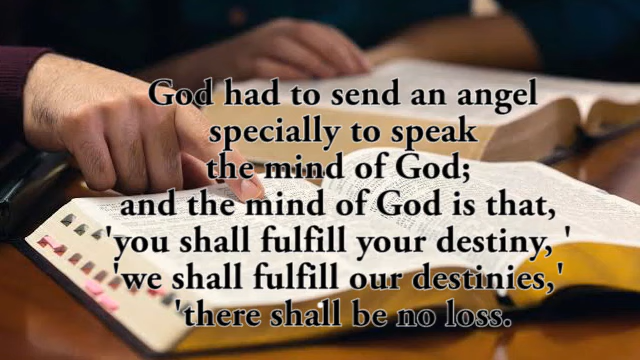 God had to send an angel
specially to speak
the mind of God;
and the mind of God is that,
'you shall fulfill your destiny, '
'we shall fulfill our destinies,'
'there shall be no loss.